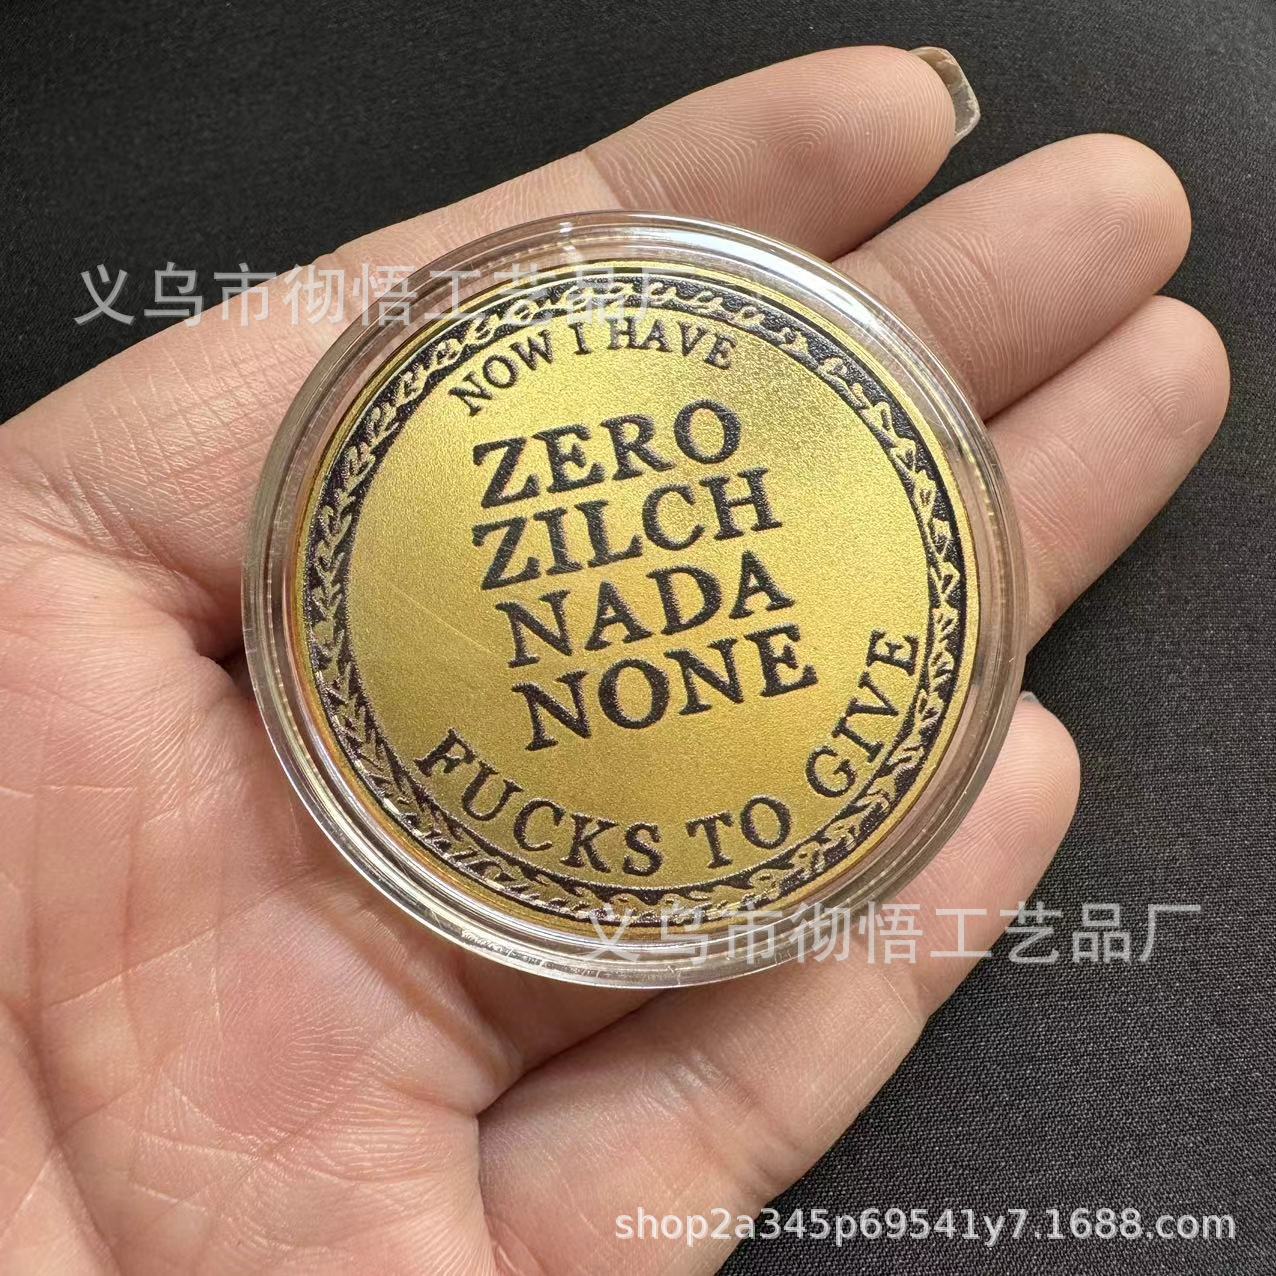 义乌市彻悟工艺品厂
NOW I HAVE
ZERO
ZILCH
NADA
NONE
FUCKS TO GIVE
义乌市彻悟工艺品厂
shop2a345p69541y7.1688.com